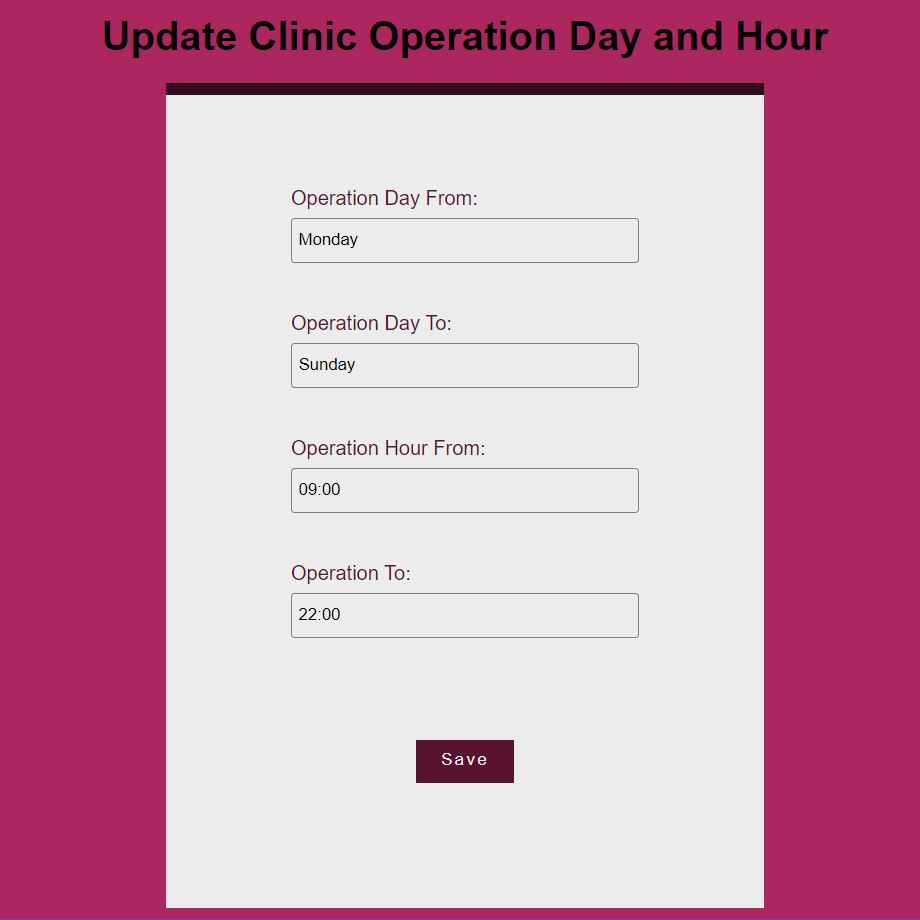 Update Clinic Operation Day and Hour
Operation Day From:
Monday
Operation Day To:
Sunday
Operation Hour From:
09:00
Operation To:
22:00
Save